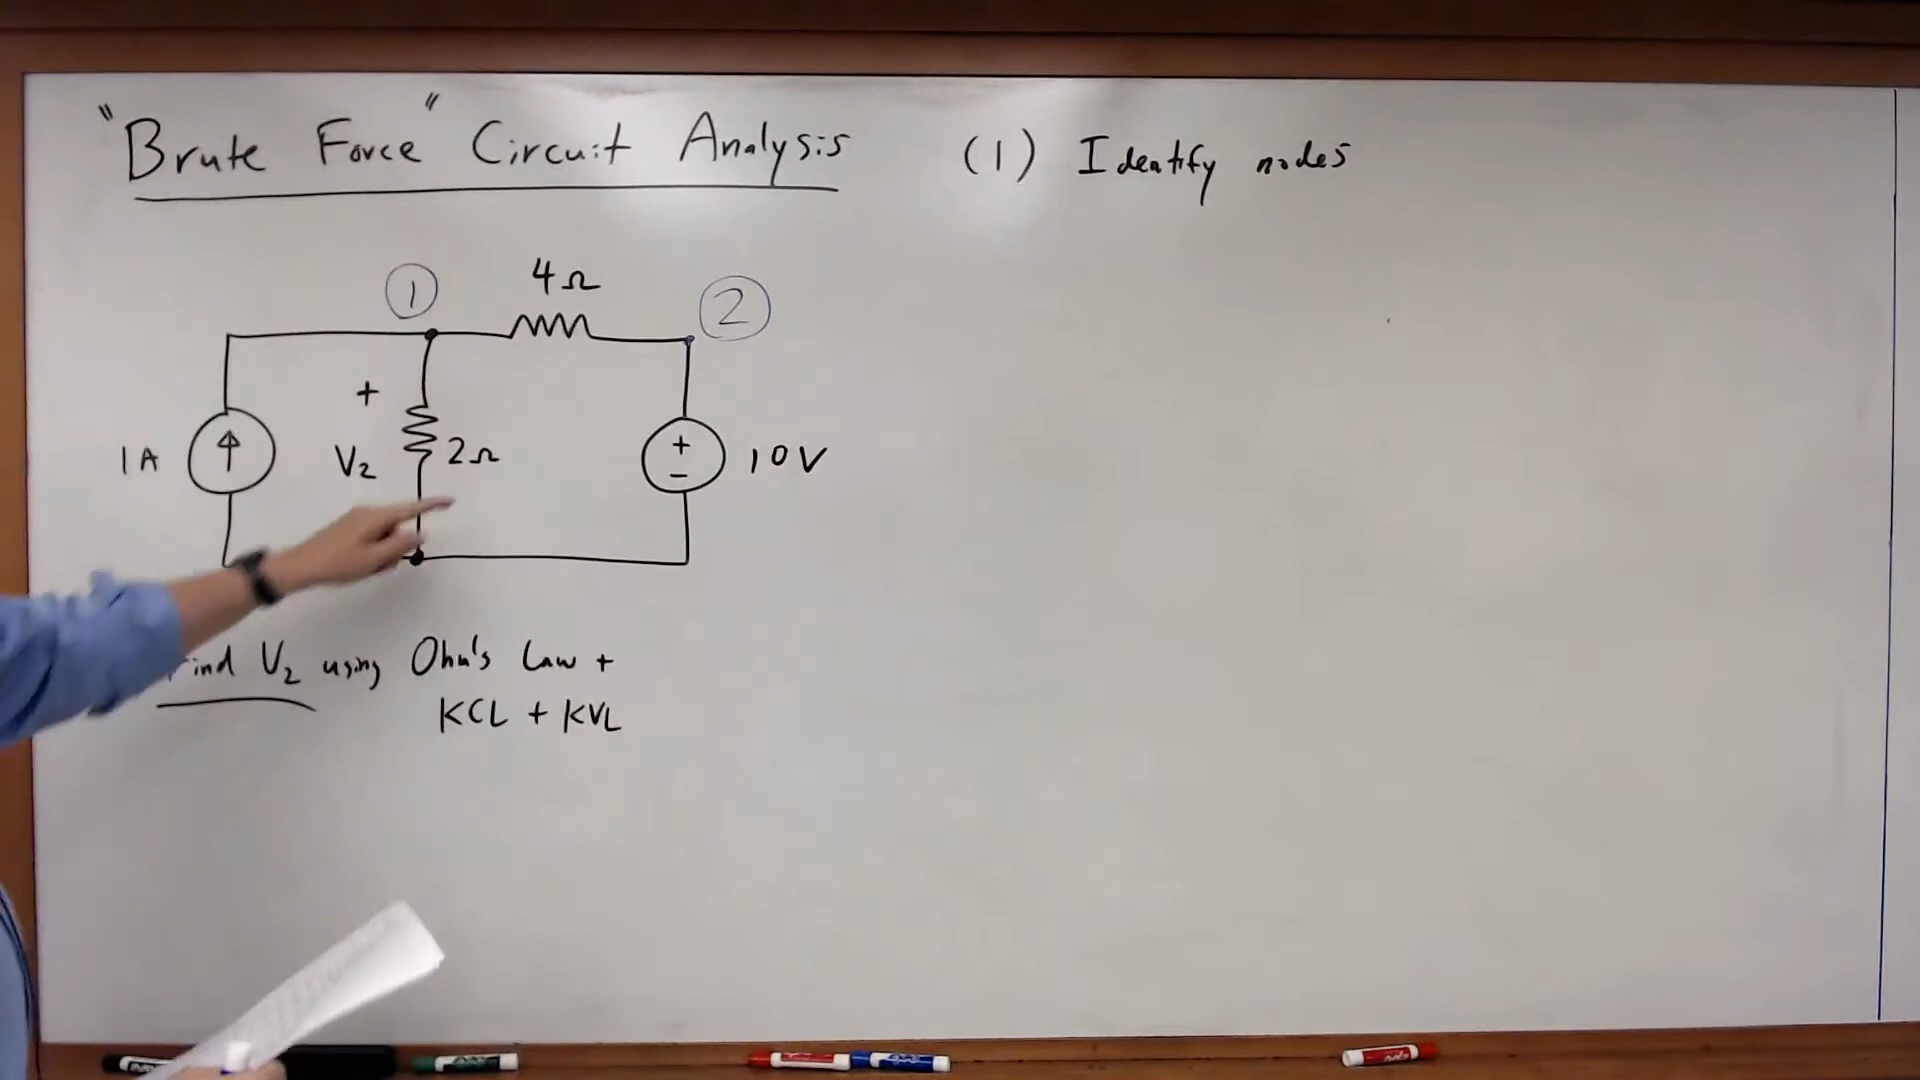 "Brute Force" Circuit Analysis
(1) Identify nodes
1
4Ω
2
+
1A
V2
2Ω
+
-
10V
Find V2 using Ohm's Law +
KCL + KVL